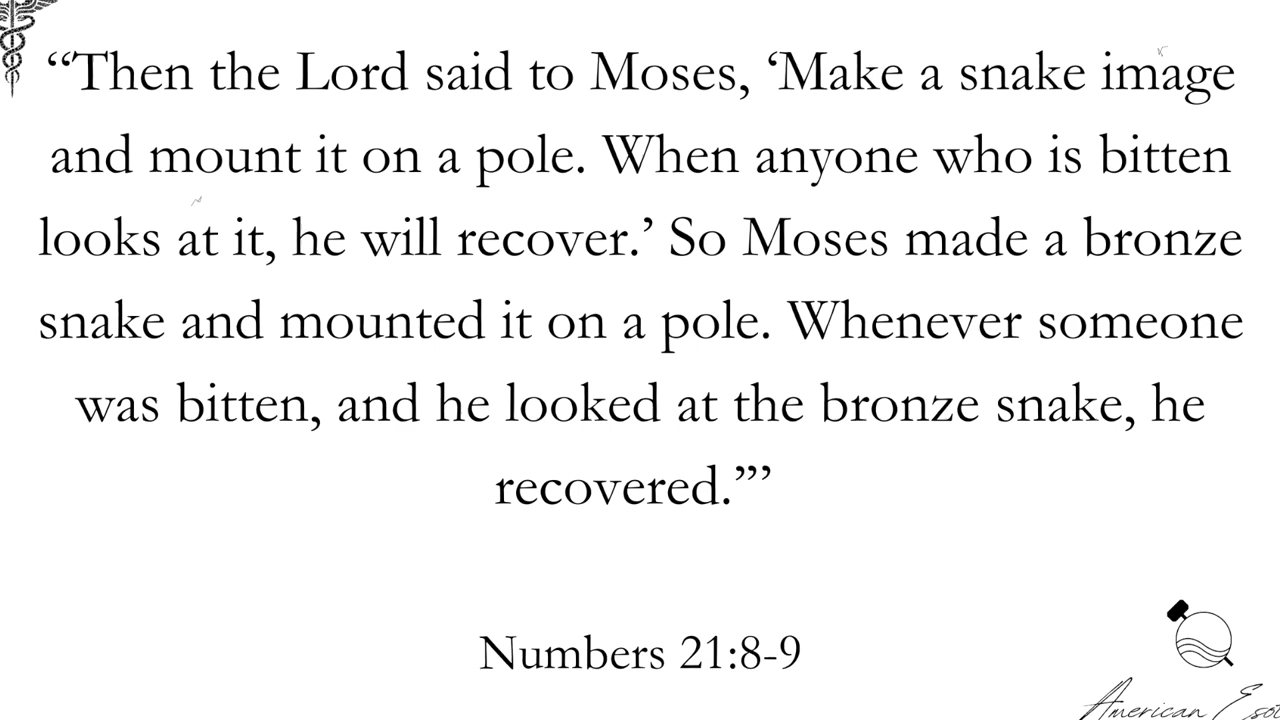 “Then the Lord said to Moses, ‘Make a snake image
and mount it on a pole. When anyone who is bitten
looks at it, he will recover.’ So Moses made a bronze
snake and mounted it on a pole. Whenever someone
was bitten, and he looked at the bronze snake, he
recovered.”’
Numbers 21:8-9
American